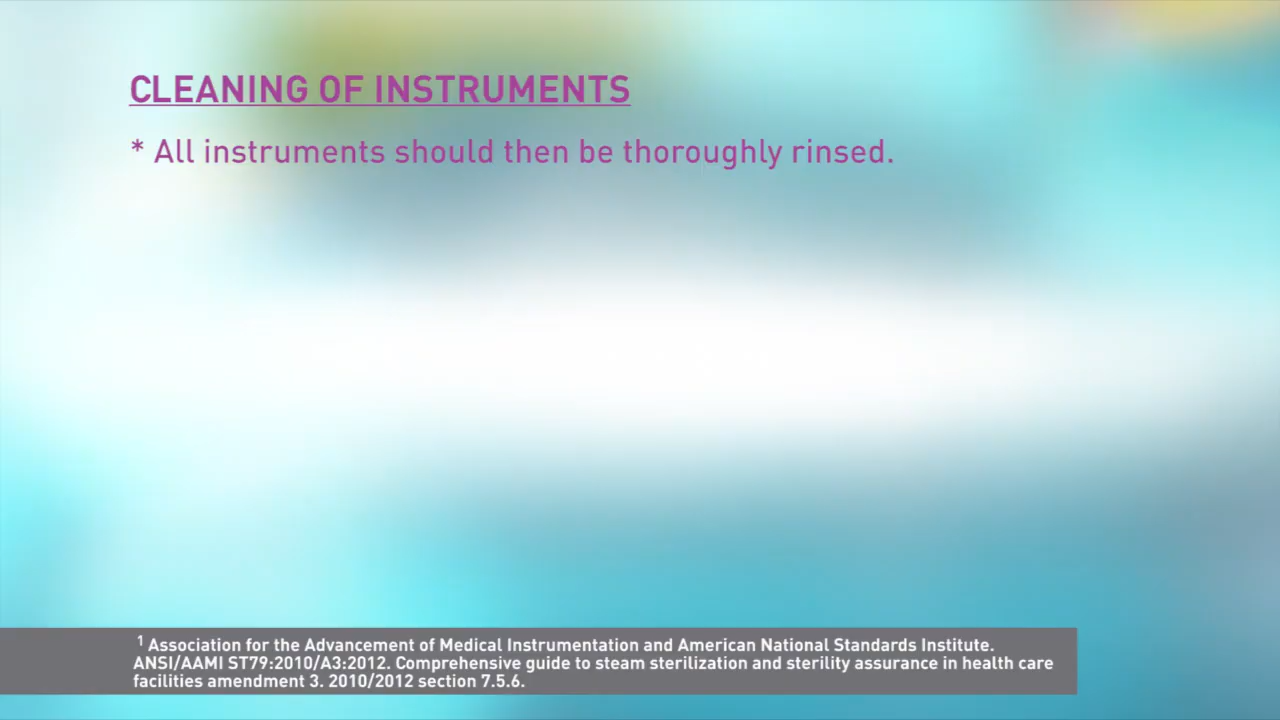 CLEANING OF INSTRUMENTS
* All instruments should then be thoroughly rinsed.
1 Association for the Advancement of Medical Instrumentation and American National Standards Institute.
ANSI/AAMI ST79:2010/A3:2012. Comprehensive guide to steam sterilization and sterility assurance in health care
facilities amendment 3. 2010/2012 section 7.5.6.